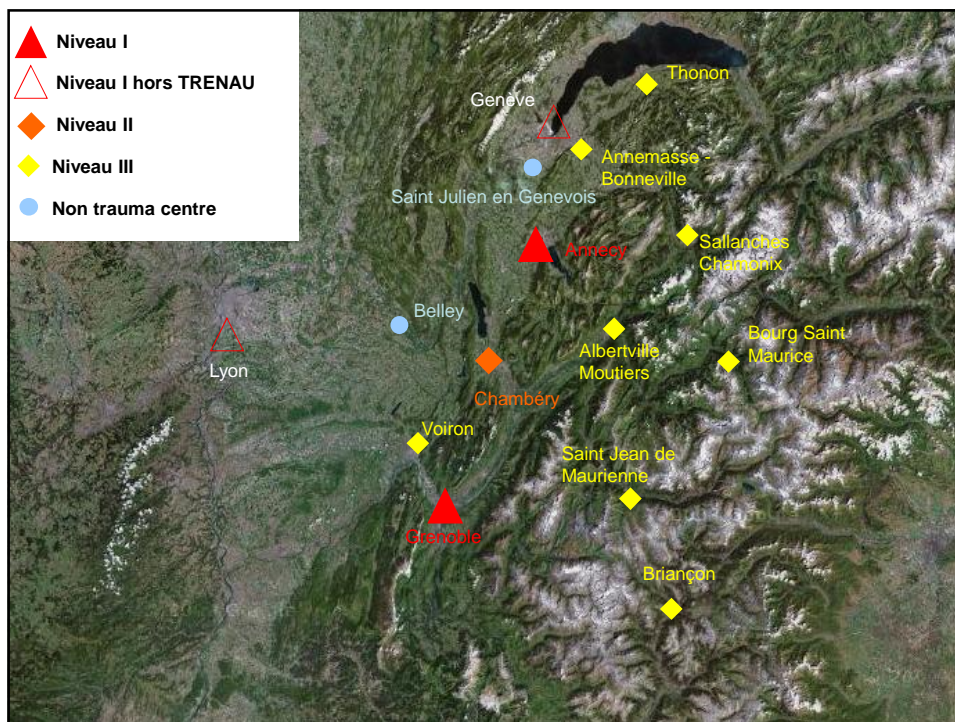 Niveau I
Niveau I hors TRENAU
Niveau II
Niveau III
Non trauma centre
Thonon
Genève
Annemasse -
Bonneville
Saint Julien en Genevois
Annecy
Sallanches
Chamonix
Belley
Lyon
Albertville
Moutiers
Bourg Saint
Maurice
Chambéry
Voiron
Saint Jean de
Maurienne
Grenoble
Briançon